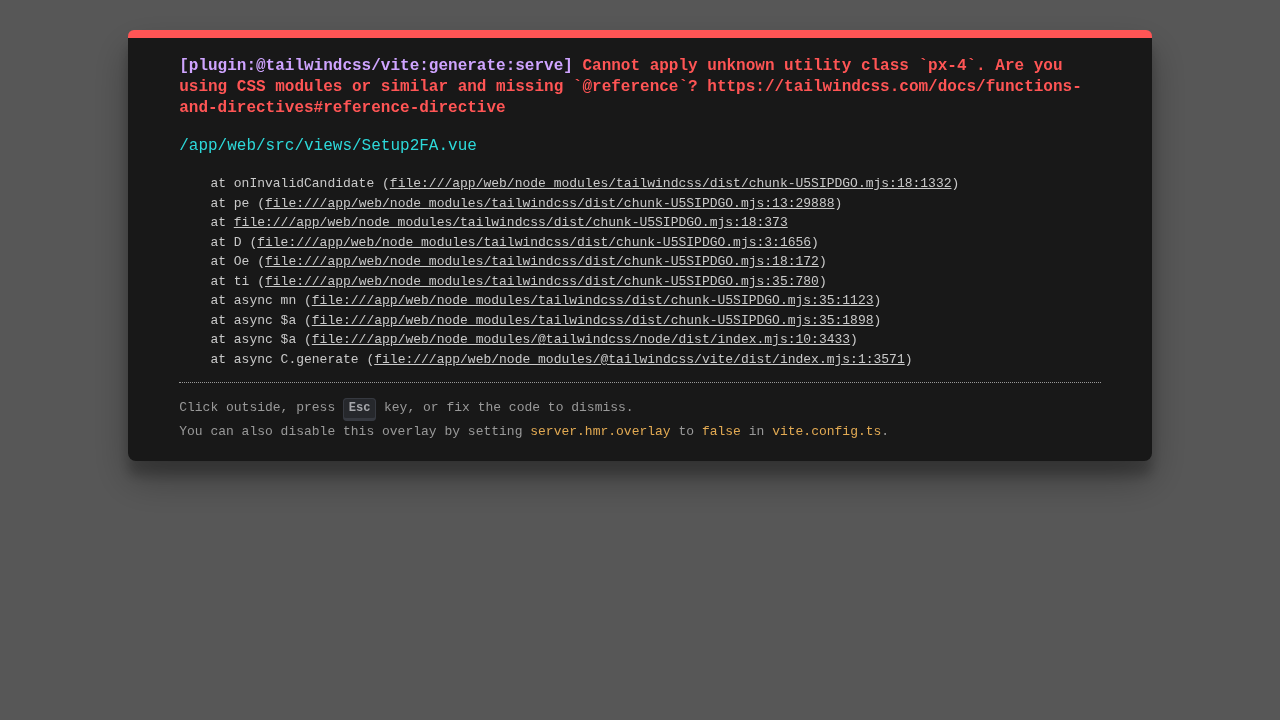 [plugin:@tailwindcss/vite:generate:serve] Cannot apply unknown utility class `px-4`. Are you
using CSS modules or similar and missing `@reference`? https://tailwindcss.com/docs/functions-
and-directives#reference-directive
/app/web/src/views/Setup2FA.vue
at onInvalidCandidate (file:///app/web/node_modules/tailwindcss/dist/chunk-U5SIPDGO.mjs:18:1332)
at pe (file:///app/web/node_modules/tailwindcss/dist/chunk-U5SIPDGO.mjs:13:29888)
at file:///app/web/node_modules/tailwindcss/dist/chunk-U5SIPDGO.mjs:18:373
at D (file:///app/web/node_modules/tailwindcss/dist/chunk-U5SIPDGO.mjs:3:1656)
at Oe (file:///app/web/node_modules/tailwindcss/dist/chunk-U5SIPDGO.mjs:18:172)
at ti (file:///app/web/node_modules/tailwindcss/dist/chunk-U5SIPDGO.mjs:35:780)
at async mn (file:///app/web/node_modules/tailwindcss/dist/chunk-U5SIPDGO.mjs:35:1123)
at async $a (file:///app/web/node_modules/tailwindcss/dist/chunk-U5SIPDGO.mjs:35:1898)
at async $a (file:///app/web/node_modules/@tailwindcss/node/dist/index.mjs:10:3433)
at async C.generate (file:///app/web/node_modules/@tailwindcss/vite/dist/index.mjs:1:3571)
Click outside, press Esc key, or fix the code to dismiss.
You can also disable this overlay by setting server.hmr.overlay to false in vite.config.ts.